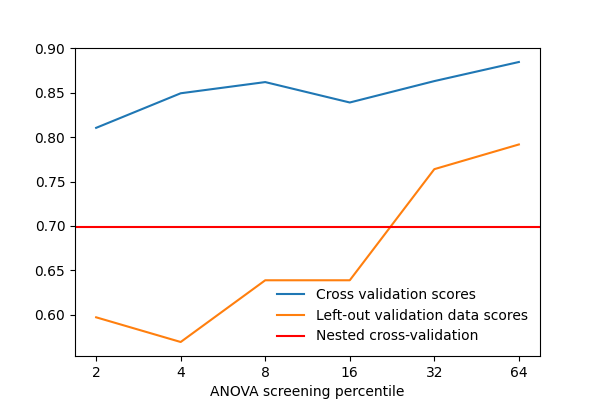 0.90
0.85
0.80
0.75
0.70
0.65
0.60
Cross validation scores
Left-out validation data scores
Nested cross-validation
2 4 8 16 32 64
ANOVA screening percentile